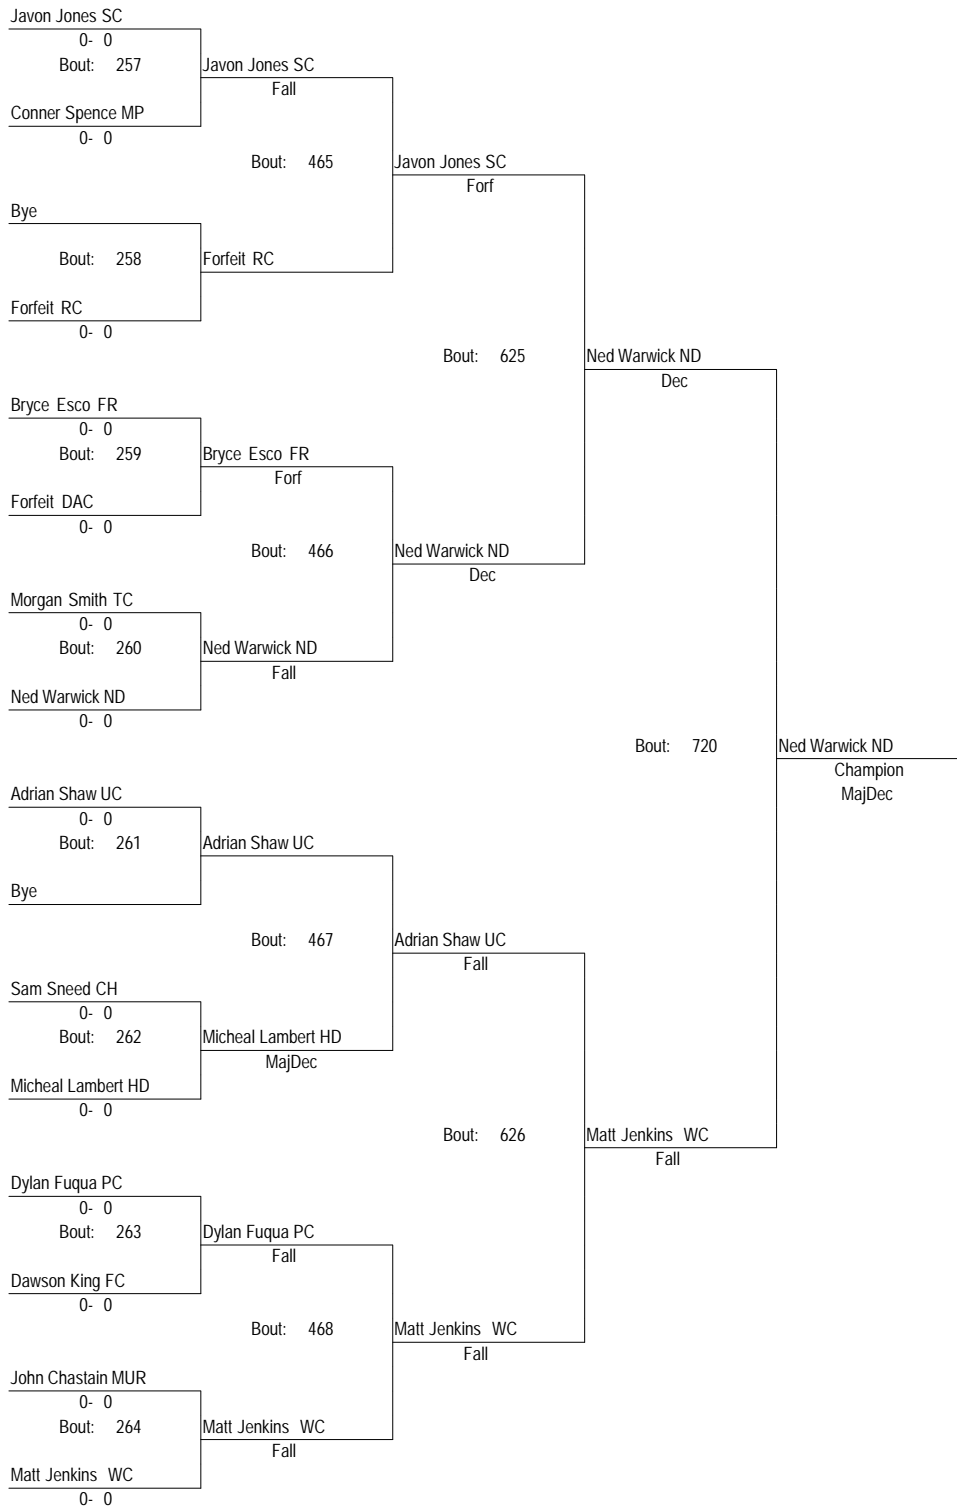 Javon Jones SC
0- 0
Bout: 257
Javon Jones SC
Fall
Conner Spence MP
0- 0
Bout: 465
Javon Jones SC
Forf
Bye
Bout: 258
Forfeit RC
Forfeit RC
0- 0
Bout: 625
Ned Warwick ND
Dec
Bryce Esco FR
0- 0
Bout: 259
Bryce Esco FR
Forf
Forfeit DAC
0- 0
Bout: 466
Ned Warwick ND
Dec
Morgan Smith TC
0- 0
Bout: 260
Ned Warwick ND
Fall
Ned Warwick ND
0- 0
Bout: 720
Ned Warwick ND
Champion
MajDec
Adrian Shaw UC
0- 0
Bout: 261
Adrian Shaw UC
Bye
Bout: 467
Adrian Shaw UC
Fall
Sam Sneed CH
0- 0
Bout: 262
Micheal Lambert HD
MajDec
Micheal Lambert HD
0- 0
Bout: 626
Matt Jenkins WC
Fall
Dylan Fuqua PC
0- 0
Bout: 263
Dylan Fuqua PC
Fall
Dawson King FC
0- 0
Bout: 468
Matt Jenkins WC
Fall
John Chastain MUR
0- 0
Bout: 264
Matt Jenkins WC
Fall
Matt Jenkins WC
0- 0